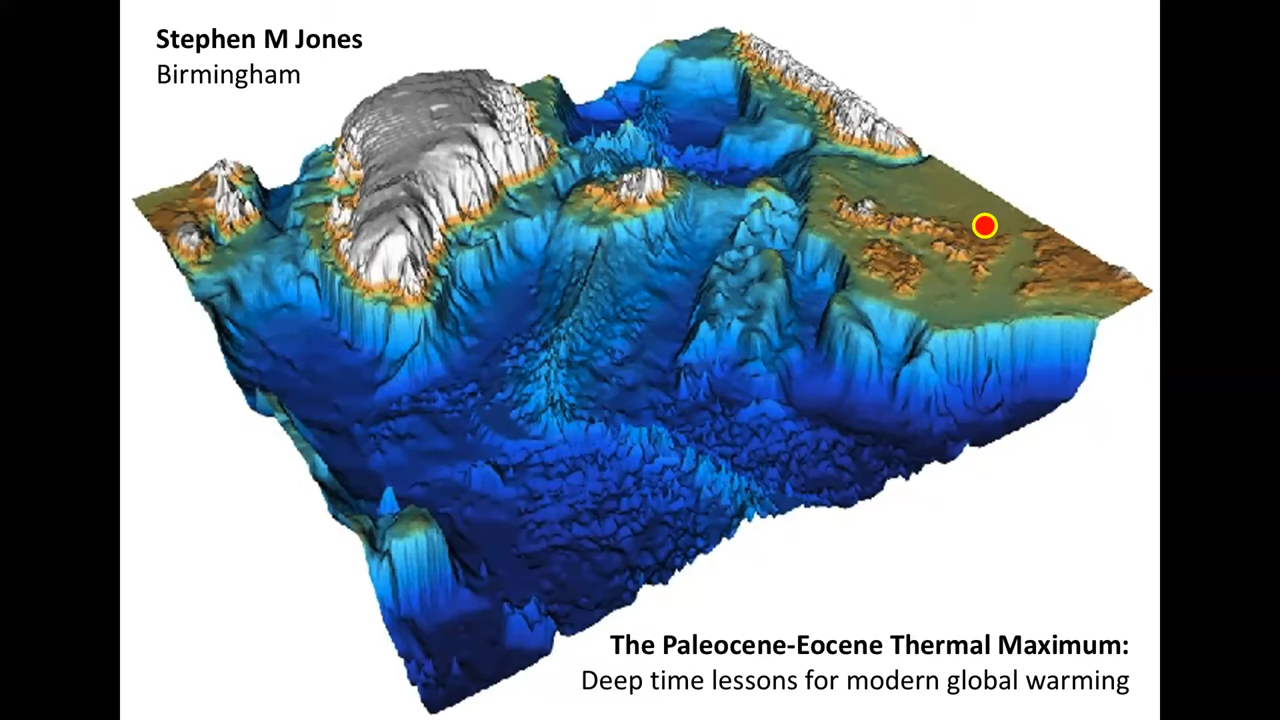 Stephen M Jones
Birmingham
The Paleocene-Eocene Thermal Maximum:
Deep time lessons for modern global warming